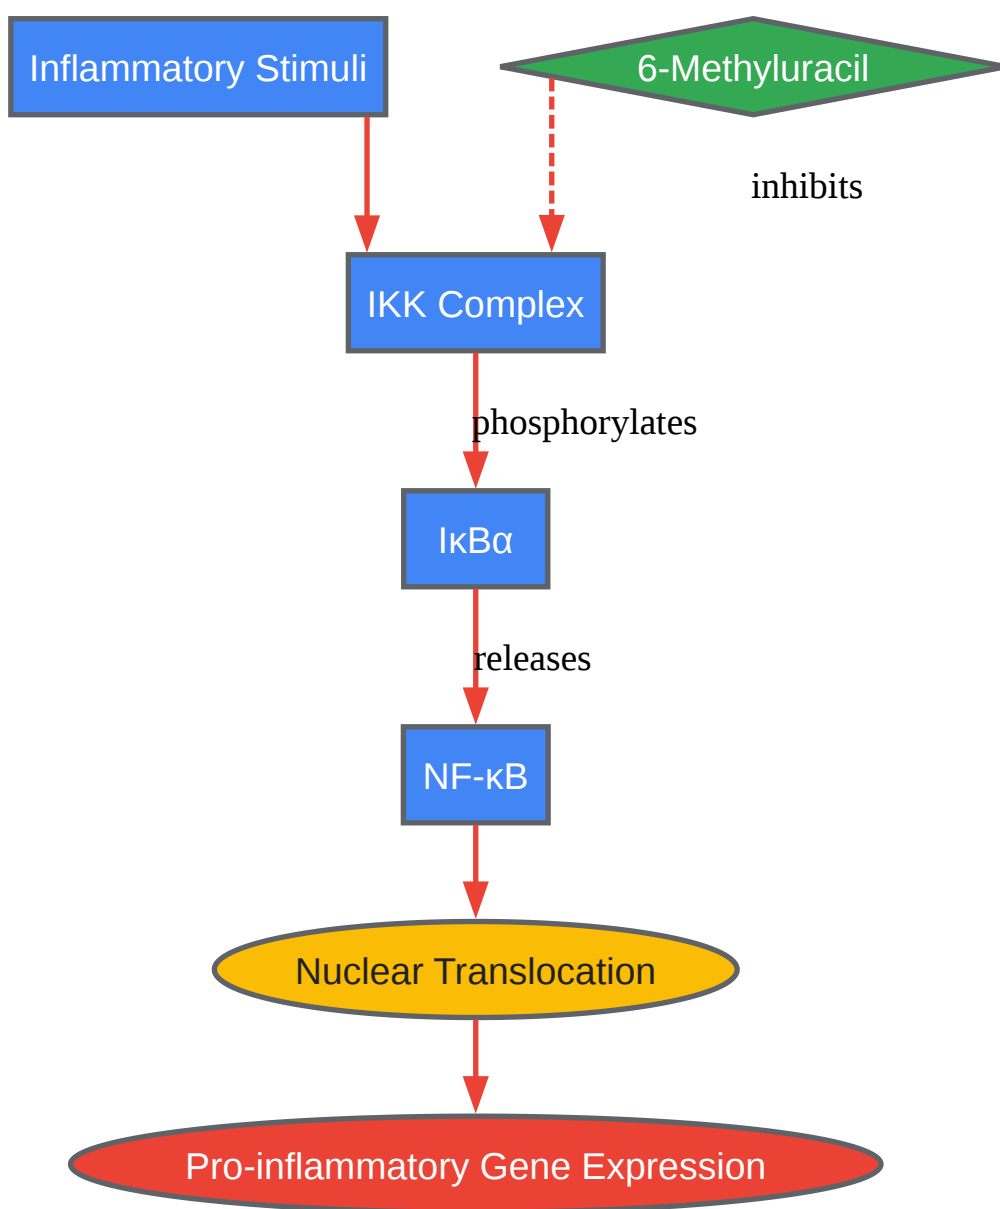 Inflammatory Stimuli
6-Methyluracil
inhibits
IKK Complex
phosphorylates
IκBα
releases
NF-κB
Nuclear Translocation
Pro-inflammatory Gene Expression